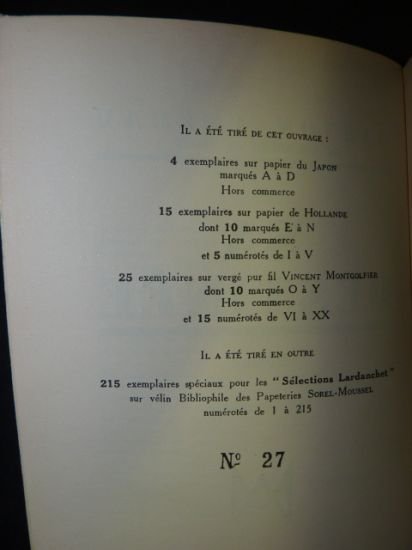 Il a été tiré de cet ouvrage :
4 exemplaires sur papier du Japon
marqués A à D
Hors commerce
15 exemplaires sur papier de Hollande
dont 10 marqués E à N
Hors commerce
et 5 numérotés de I à V
25 exemplaires sur vergé pur fil Vincent Montgolfier
dont 10 marqués O à Y
Hors commerce
et 15 numérotés de VI à XX
Il a été tiré en outre
215 exemplaires spéciaux pour les "Sélections Lardanchet"
sur vélin Bibliophile des Papeteries Sorel-Moussel
numérotés de 1 à 215
No 27